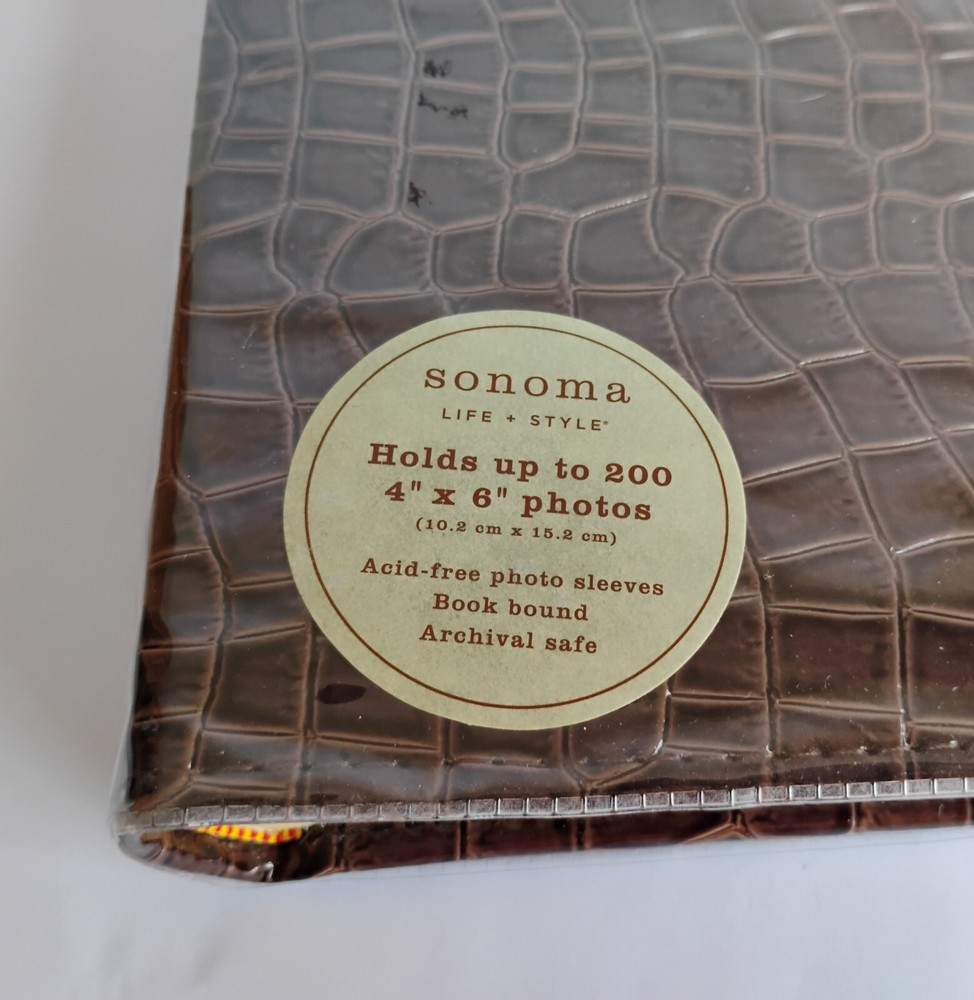 sonoma
LIFE + STYLE®
Holds up to 200
4" x 6" photos
(10.2 cm x 15.2 cm)
Acid-free photo sleeves
Book bound
Archival safe